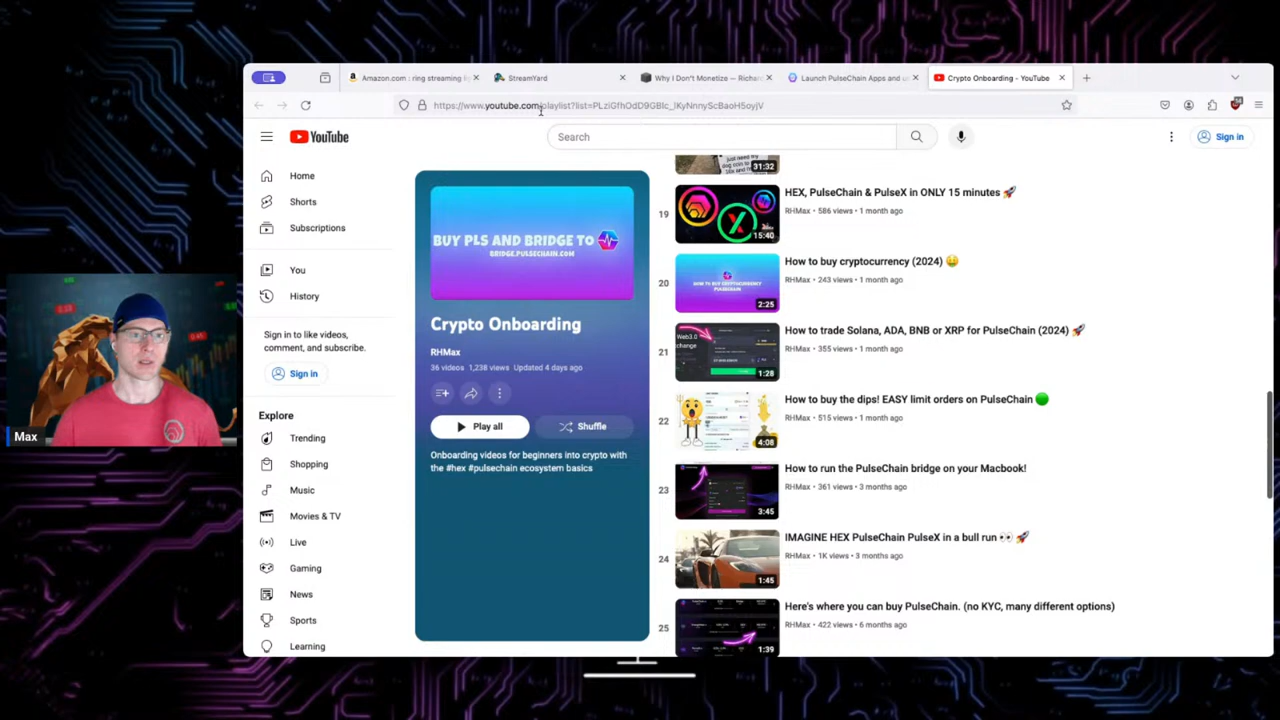 Amazon.com : ring streaming
StreamYard
Why I Don"t Monetize — Richar
Launch PulseChain Apps and u
Crypto Onboarding - YouTube
https://www.youtube.com/playlist?list=
YouTube
Search
Sign in
Home
Shorts
Subscriptions
You
History
Sign in to like videos,
comment, and subscribe.
Sign in
Explore
Trending
Shopping
Music
Movies & TV
Live
Gaming
News
Sports
Learning
BUY PLS AND BRIDGE TO
BRIDGE.PULSECHAIN.COM
Crypto Onboarding
RHMax
36 videos 1,238 views Updated 4 days ago
Play all
Shuffle
Onboarding videos for beginners into crypto with
the #hex #pulsechain ecosystem basics
just need my
31:32
19
15:40
HEX, PulseChain & PulseX in ONLY 15 minutes 🚀
RHMax • 586 views • 1 month ago
20
HOW TO BUY CRYPTOCURRENCY
PULSECHAIN
2:25
How to buy cryptocurrency (2024) 🤑
RHMax • 243 views • 1 month ago
21
1:28
How to trade Solana, ADA, BNB or XRP for PulseChain (2024) 🚀
RHMax • 355 views • 1 month ago
22
4:08
How to buy the dips! EASY limit orders on PulseChain 🟢
RHMax • 515 views • 1 month ago
23
3:45
How to run the PulseChain bridge on your Macbook!
RHMax • 361 views • 3 months ago
24
1:45
IMAGINE HEX PulseChain PulseX in a bull run 👀 🚀
RHMax • 1K views • 3 months ago
25
1:39
Here's where you can buy PulseChain. (no KYC, many different options)
RHMax • 422 views • 6 months ago
Max